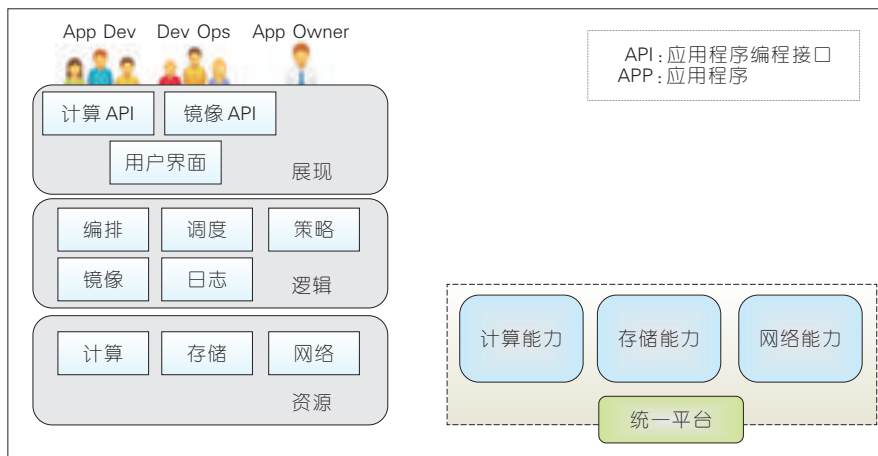 App Dev Dev Ops App Owner
API：应用程序编程接口
APP：应用程序
计算 API 镜像 API
用户界面
展现
编排 调度 策略
镜像 日志
逻辑
计算 存储 网络
资源
计算能力 存储能力 网络能力
统一平台